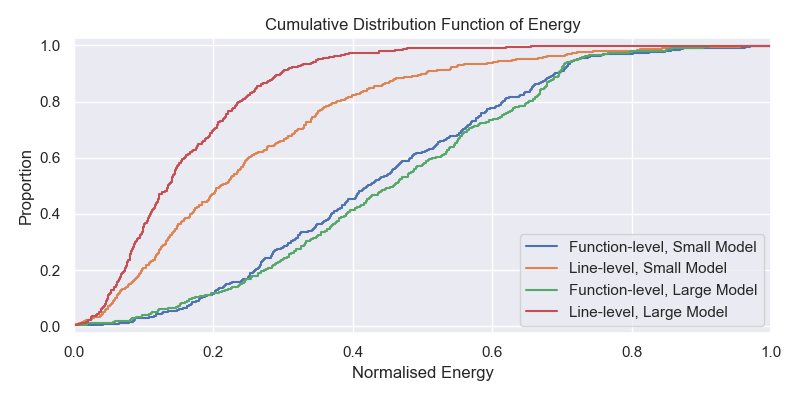 Cumulative Distribution Function of Energy
1.0
0.8
0.6
0.4
0.2
0.0
Proportion
0.0 0.2 0.4 0.6 0.8 1.0
Normalised Energy
Function-level, Small Model
Line-level, Small Model
Function-level, Large Model
Line-level, Large Model